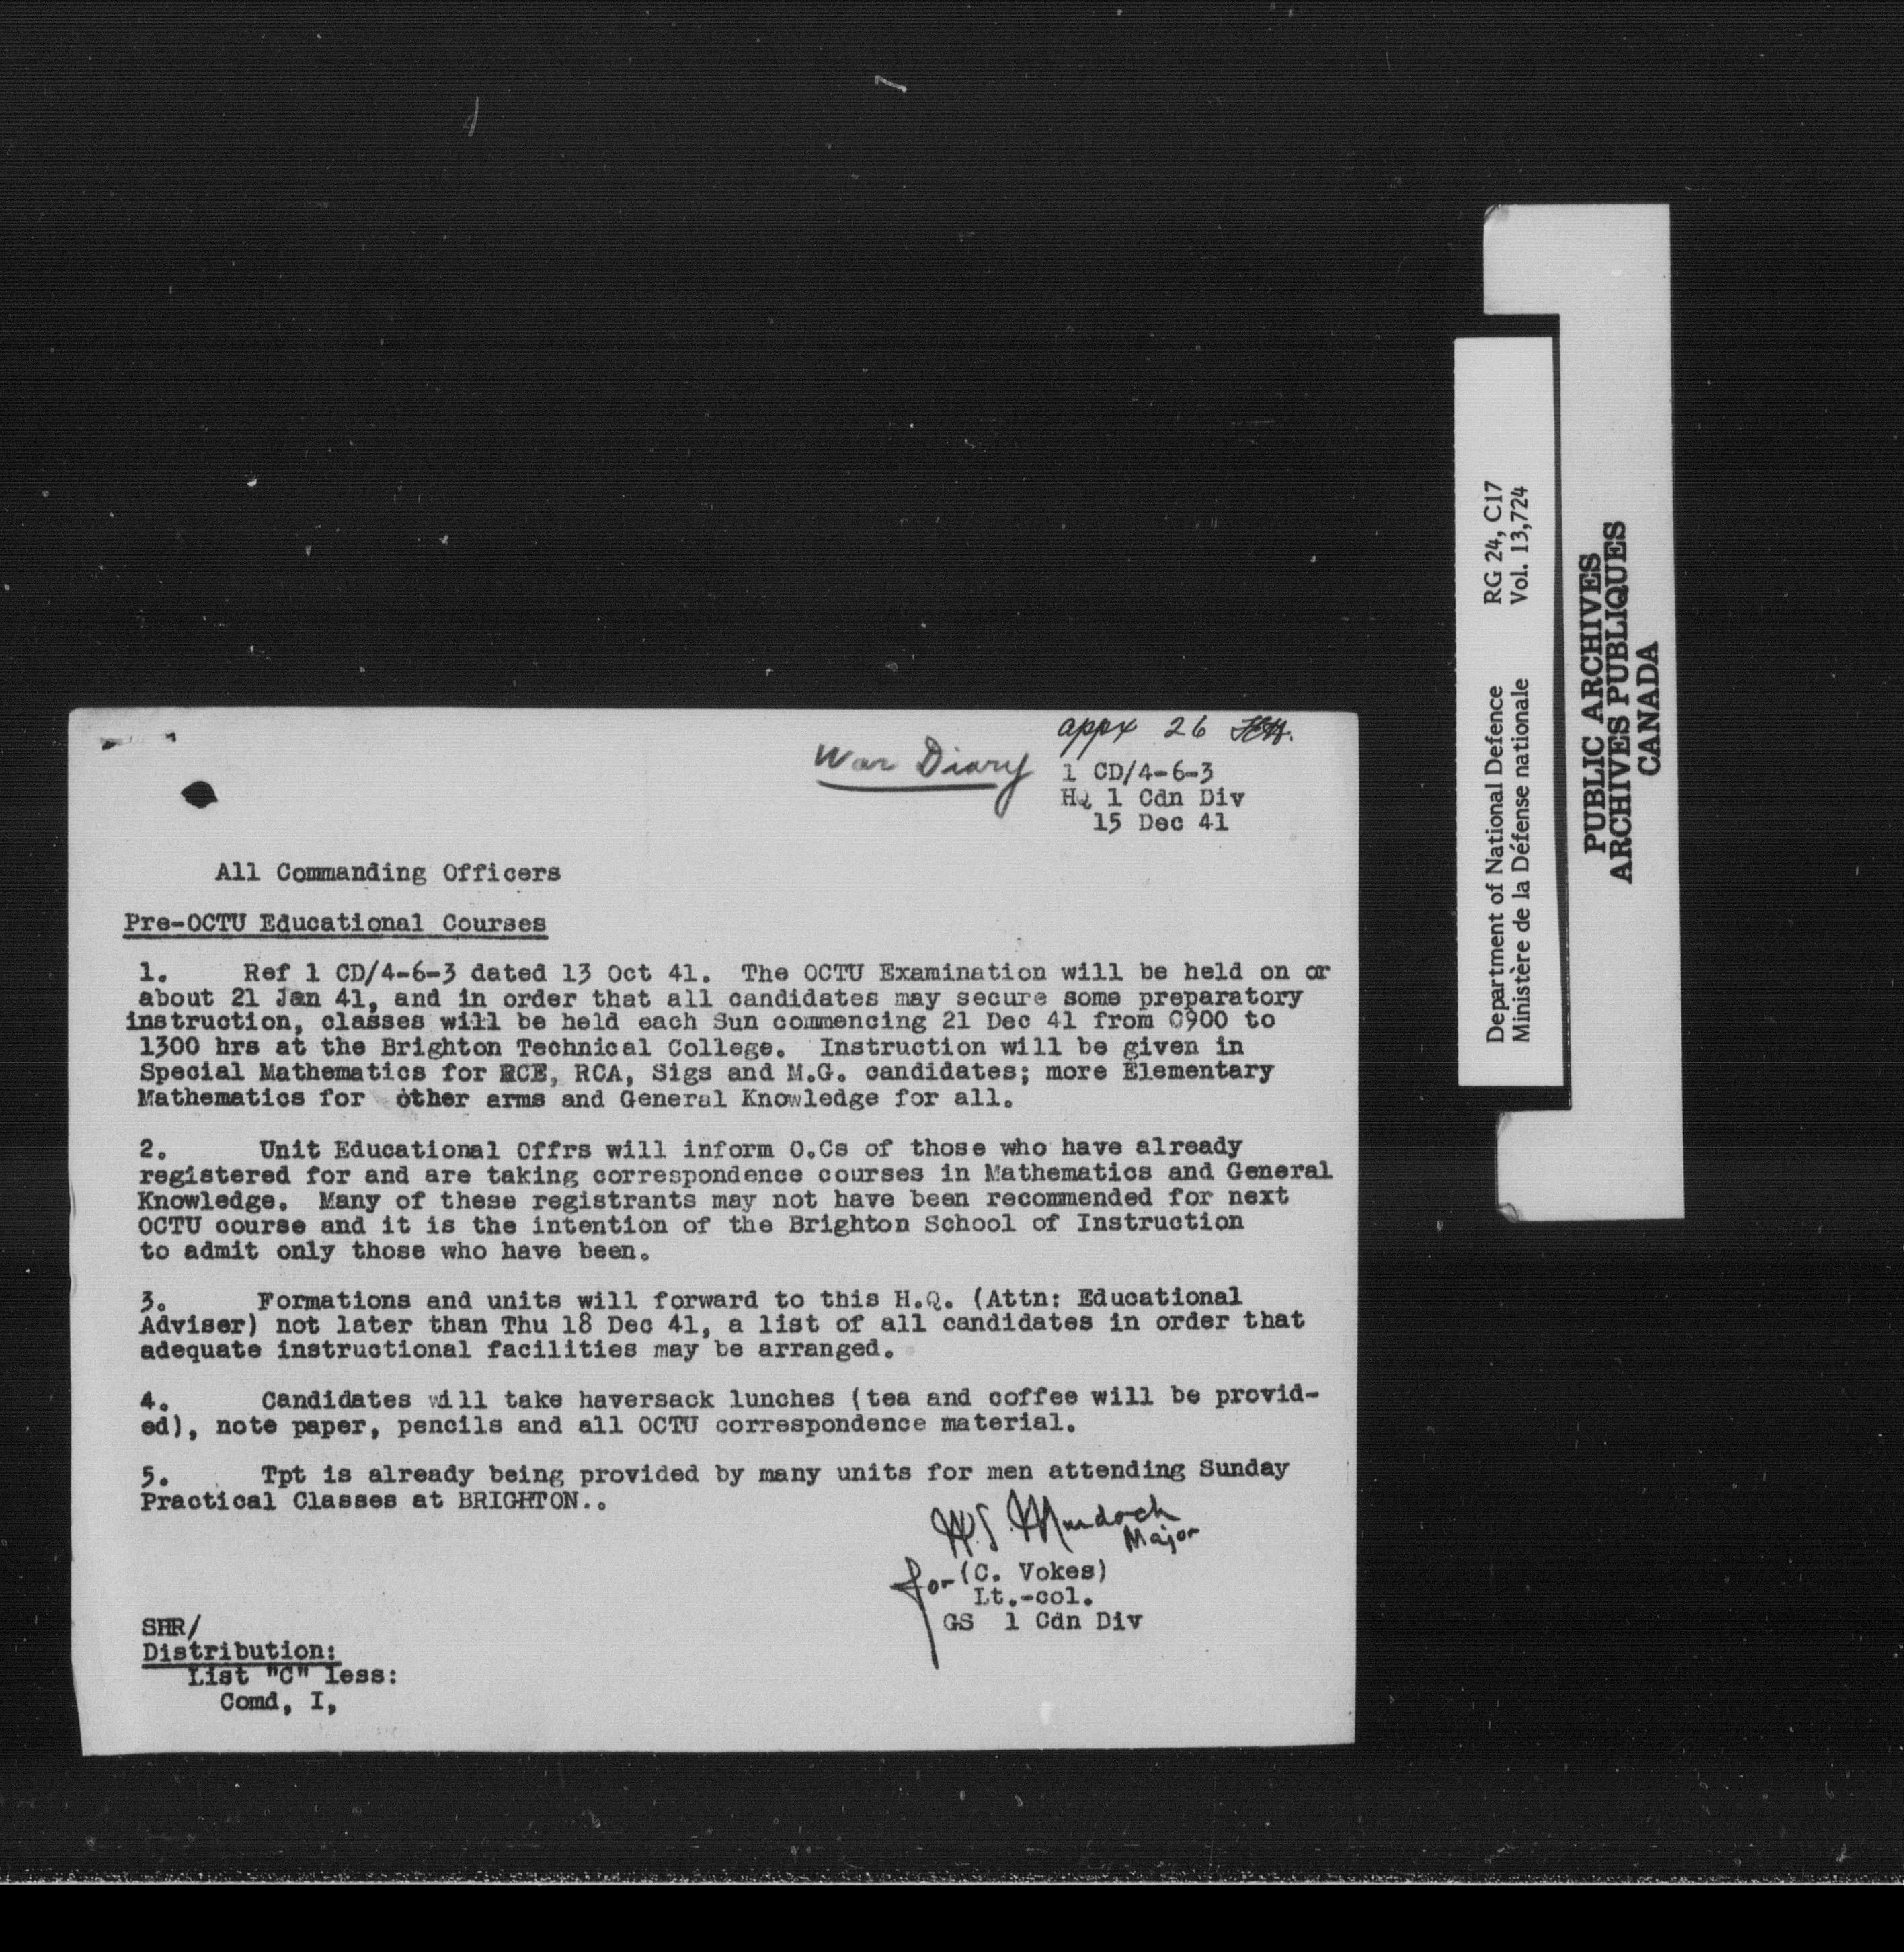 appx 26
War Diary
1 CD/4-6-3
HQ 1 Cdn Div
15 Dec 41
All Commanding Officers
Pre-OCTU Educational Courses
1. Ref 1 CD/4-6-3 dated 13 Oct 41. The OCTU Examination will be held on or
about 21 Jan 41, and in order that all candidates may secure some preparatory
instruction, classes will be held each Sun commencing 21 Dec 41 from 0900 to
1300 hrs at the Brighton Technical College. Instruction will be given in
Special Mathematics for RCE, RCA, Sigs and M.G. candidates; more Elementary
Mathematics for other arms and General Knowledge for all.
2. Unit Educational Offrs will inform O.Cs of those who have already
registered for and are taking correspondence courses in Mathematics and General
Knowledge. Many of these registrants may not have been recommended for next
OCTU course and it is the intention of the Brighton School of Instruction
to admit only those who have been.
3. Formations and units will forward to this H.Q. (Attn: Educational
Adviser) not later than Thu 18 Dec 41, a list of all candidates in order that
adequate instructional facilities may be arranged.
4. Candidates will take haversack lunches (tea and coffee will be provid-
ed), note paper, pencils and all OCTU correspondence material.
5. Tpt is already being provided by many units for men attending Sunday
Practical Classes at BRIGHTON..
Murdoch
Major
for (C. Vokes)
Lt.-col.
GS 1 Cdn Div
SHR/
Distribution:
List "C" less:
Comd, I,
Department of National Defence RG 24, C17
Ministère de la Défense nationale Vol. 13,724
PUBLIC ARCHIVES
ARCHIVES PUBLIQUES
CANADA